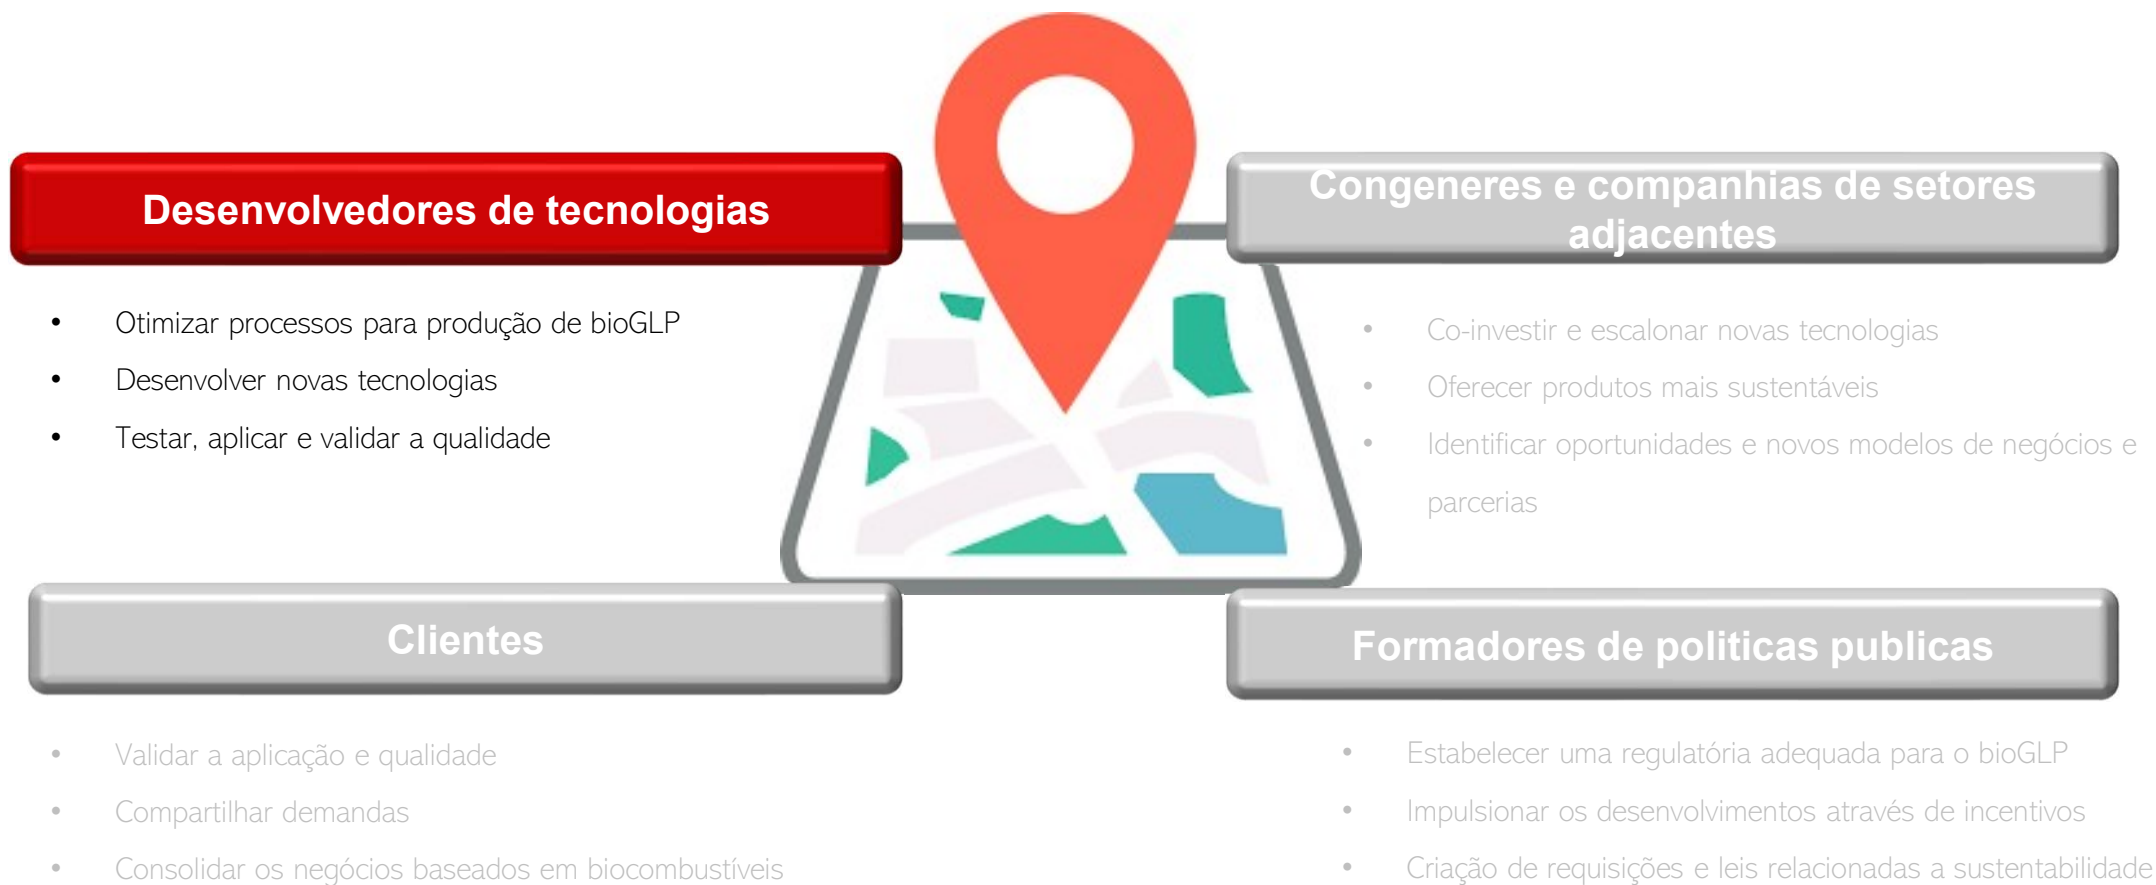 Desenvolvedores de tecnologias
• Otimizar processos para produção de bioGLP
• Desenvolver novas tecnologias
• Testar, aplicar e validar a qualidade
Congeneres e companhias de setores
adjacentes
• Co-investir e escalonar novas tecnologias
• Oferecer produtos mais sustentáveis
• Identificar oportunidades e novos modelos de negócios e
parcerias
Clientes
• Validar a aplicação e qualidade
• Compartilhar demandas
• Consolidar os negócios baseados em biocombustíveis
Formadores de politicas publicas
• Estabelecer uma regulatória adequada para o bioGLP
• Impulsionar os desenvolvimentos através de incentivos
• Criação de requisições e leis relacionadas a sustentabilidade